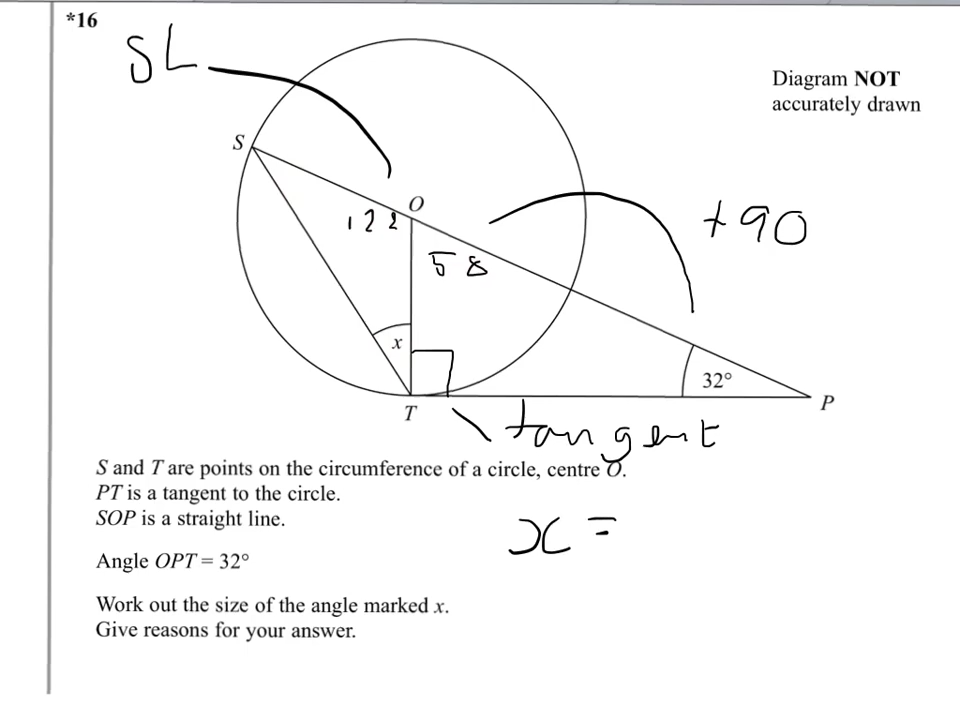 *16
SL
Diagram NOT
accurately drawn
S
O
122
+90
58
x
32°
T
P
tangent
S and T are points on the circumference of a circle, centre O.
PT is a tangent to the circle.
SOP is a straight line.
x =
Angle OPT = 32°
Work out the size of the angle marked x.
Give reasons for your answer.